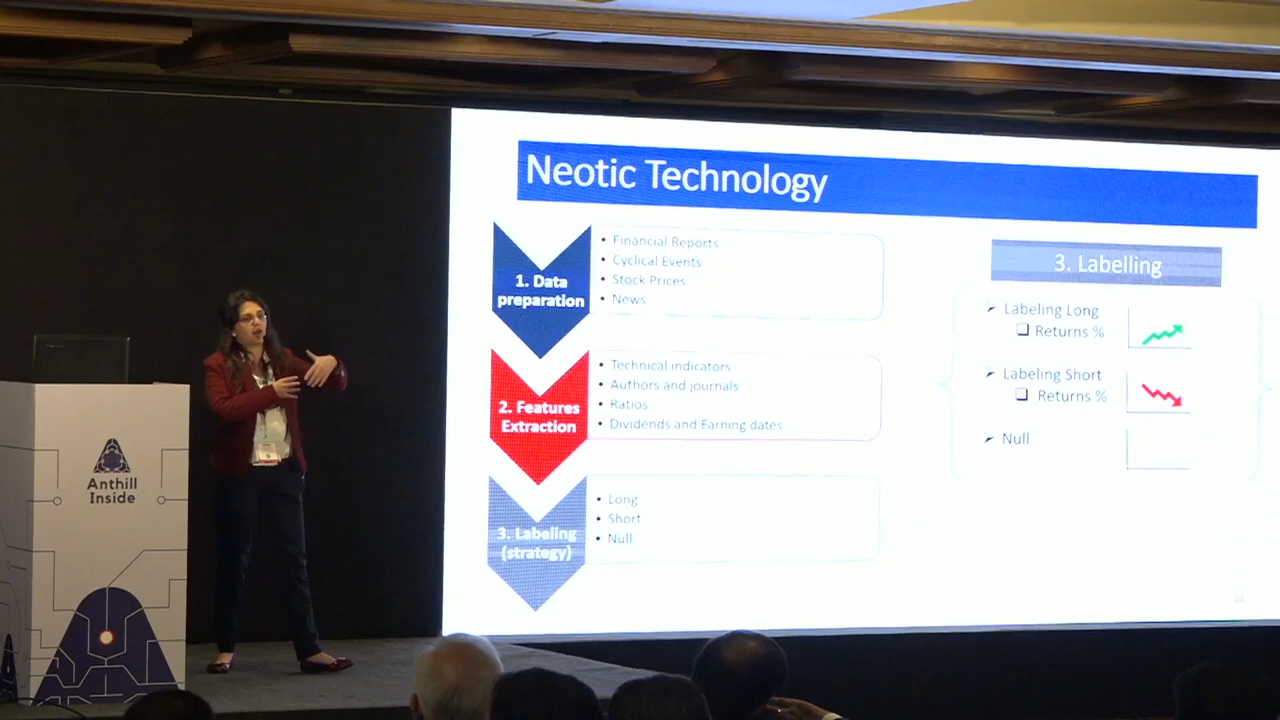 Neotic Technology
1. Data
preparation
• Financial Reports
• Cyclical Events
• Stock Prices
• News
2. Features
Extraction
• Technical indicators
• Authors and journals
• Ratios
• Dividends and Earning dates
3. Labeling
(strategy)
• Long
• Short
• Null
3. Labelling
Labeling Long
Returns %
Labeling Short
Returns %
Null
Anthill
Inside